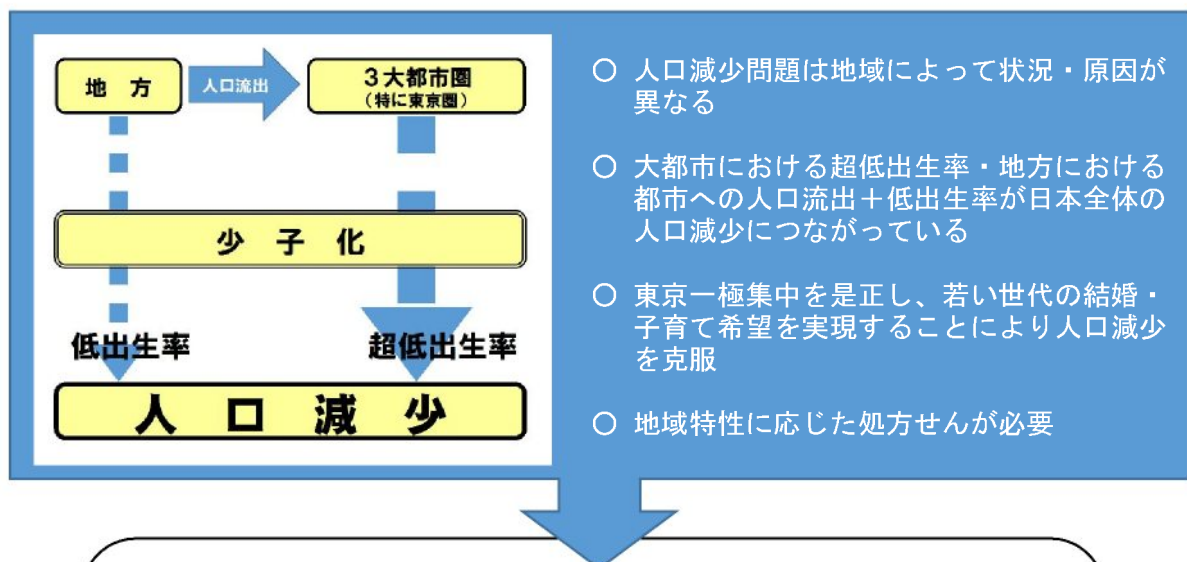 地 方
人口流出
3大都市圏
(特に東京圏)
少 子 化
低出生率
超低出生率
人 口 減 少
○ 人口減少問題は地域によって状況・原因が
異なる
○ 大都市における超低出生率・地方における
都市への人口流出＋低出生率が日本全体の
人口減少につながっている
○ 東京一極集中を是正し、若い世代の結婚・
子育て希望を実現することにより人口減少
を克服
○ 地域特性に応じた処方せんが必要